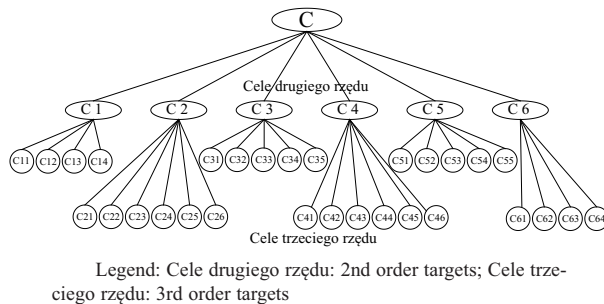 C
Cele drugiego rzędu
C 1 C 2 C 3 C 4 C 5 C 6
C11 C12 C13 C14 C31 C32 C33 C34 C35 C51 C52 C53 C54 C55
C21 C22 C23 C24 C25 C26 C41 C42 C43 C44 C45 C46 C61 C62 C63 C64
Cele trzeciego rzędu
Legend: Cele drugiego rzędu: 2nd order targets; Cele trze-
ciego rzędu: 3rd order targets